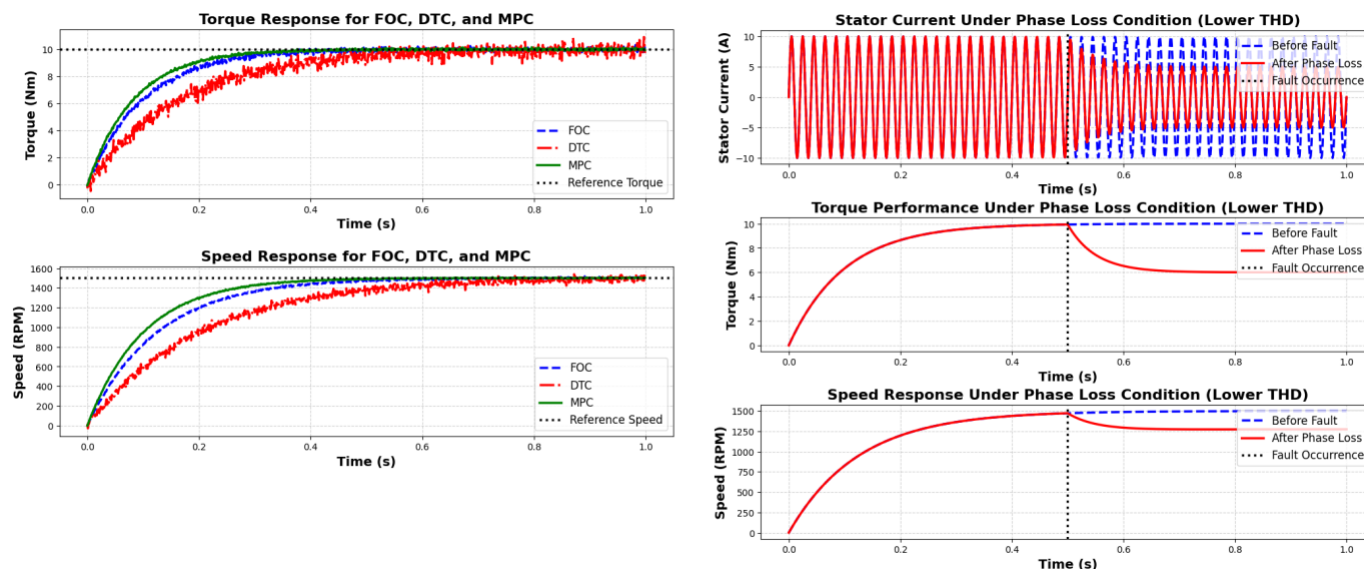 Torque Response for FOC, DTC, and MPC
Torque (Nm)
10
8
6
4
2
0
FOC
DTC
MPC
Reference Torque
0.0 0.2 0.4 0.6 0.8 1.0
Time (s)
Speed Response for FOC, DTC, and MPC
Speed (RPM)
1600
1400
1200
1000
800
600
400
200
0
FOC
DTC
MPC
Reference Speed
0.0 0.2 0.4 0.6 0.8 1.0
Time (s)
Stator Current Under Phase Loss Condition (Lower THD)
Stator Current (A)
10
5
0
−5
−10
Before Fault
After Phase Loss
Fault Occurrence
0.0 0.2 0.4 0.6 0.8 1.0
Time (s)
Torque Performance Under Phase Loss Condition (Lower THD)
Torque (Nm)
10
8
6
4
2
0
Before Fault
After Phase Loss
Fault Occurrence
0.0 0.2 0.4 0.6 0.8 1.0
Time (s)
Speed Response Under Phase Loss Condition (Lower THD)
Speed (RPM)
1500
1250
1000
750
500
250
0
Before Fault
After Phase Loss
Fault Occurrence
0.0 0.2 0.4 0.6 0.8 1.0
Time (s)